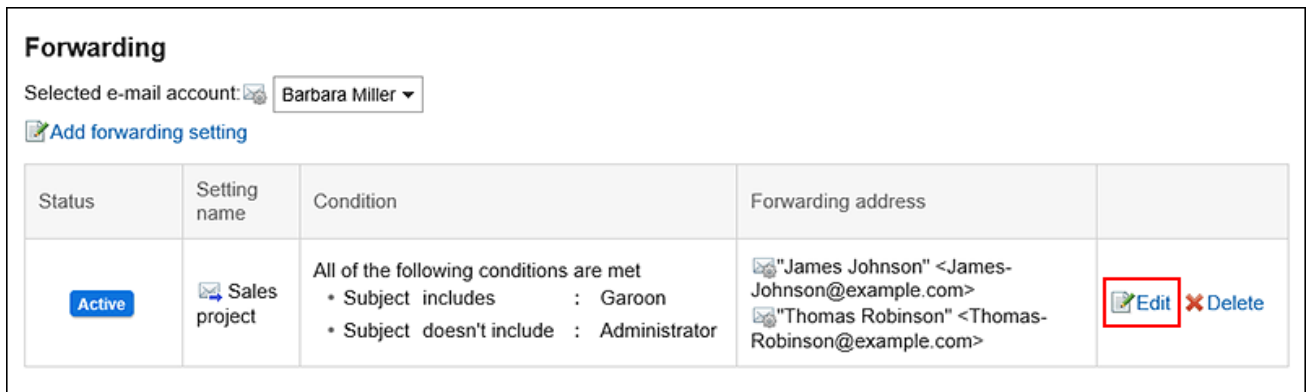 Forwarding
Selected e-mail account: Barbara Miller
Add forwarding setting
Status
Setting
name
Condition
Forwarding address
Active
Sales
project
All of the following conditions are met
• Subject includes : Garoon
• Subject doesn't include : Administrator
"James Johnson" <James-
Johnson@example.com>
"Thomas Robinson" <Thomas-
Robinson@example.com>
Edit Delete